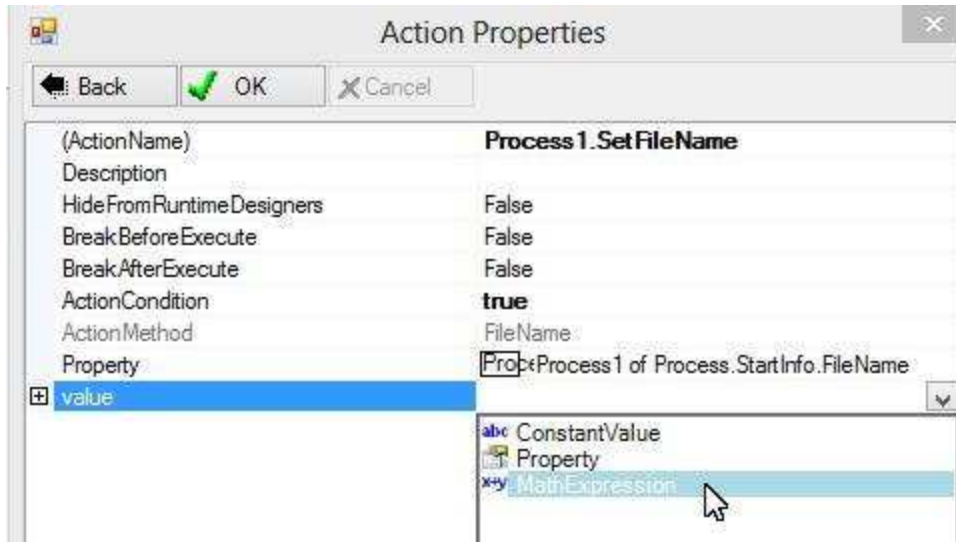 Action Properties
Back OK Cancel
(ActionName) Process1.SetFileName
Description
HideFromRuntimeDesigners False
BreakBeforeExecute False
BreakAfterExecute False
ActionCondition true
ActionMethod FileName
Property Process1 of Process.StartInfo.FileName
value
abc ConstantValue
Property
x+y MathExpression